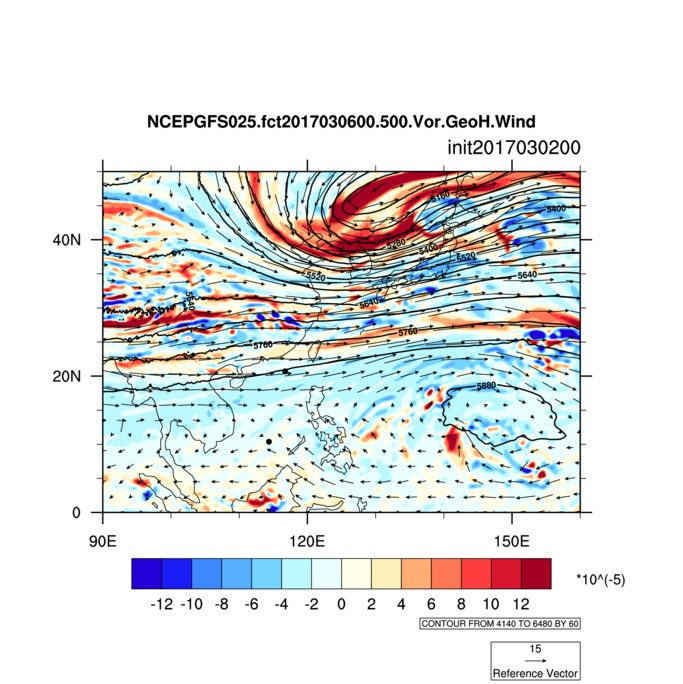 NCEPGFS025.fct2017030600.500.Vor.GeoH.Wind
init2017030200
5160
5400
40N
5280
5400
5520
5520
5640
5640
5640
5760
5760
20N
5880
0
90E 120E 150E
-12 -10 -8 -6 -4 -2 0 2 4 6 8 10 12
*10^(-5)
CONTOUR FROM 4140 TO 6480 BY 60
15
Reference Vector